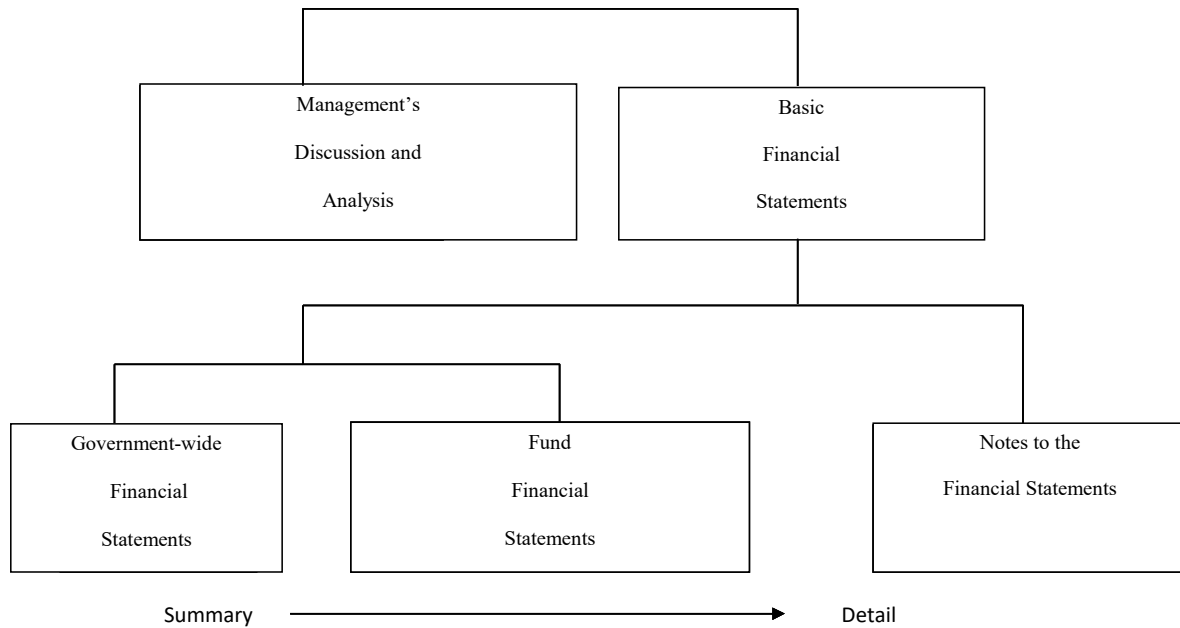 Management’s
Discussion and
Analysis
Basic
Financial
Statements
Government-wide
Financial
Statements
Fund
Financial
Statements
Notes to the
Financial Statements
Summary
Detail